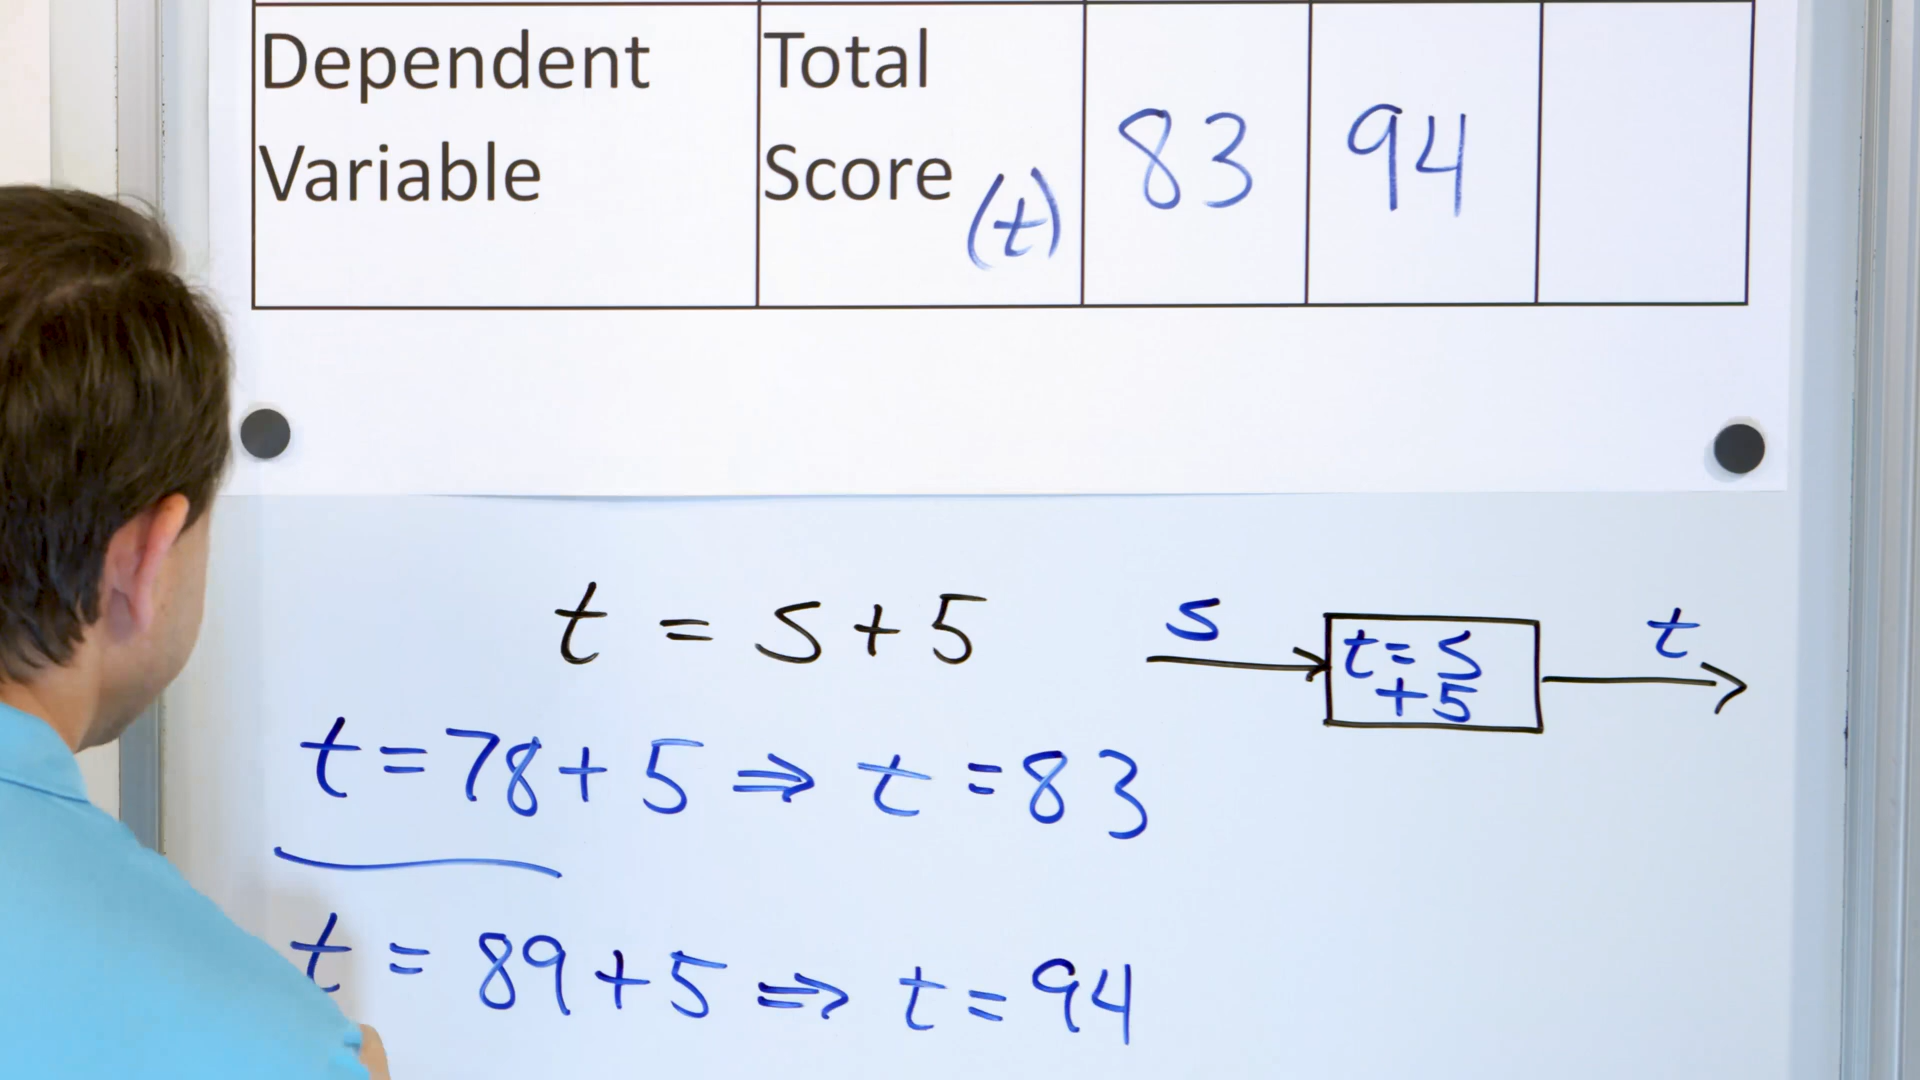 Dependent Variable
Total Score (t)
83
94
t = s + 5
s
t = s
+ 5
t
t = 78 + 5 ⇒ t = 83
t = 89 + 5 ⇒ t = 94